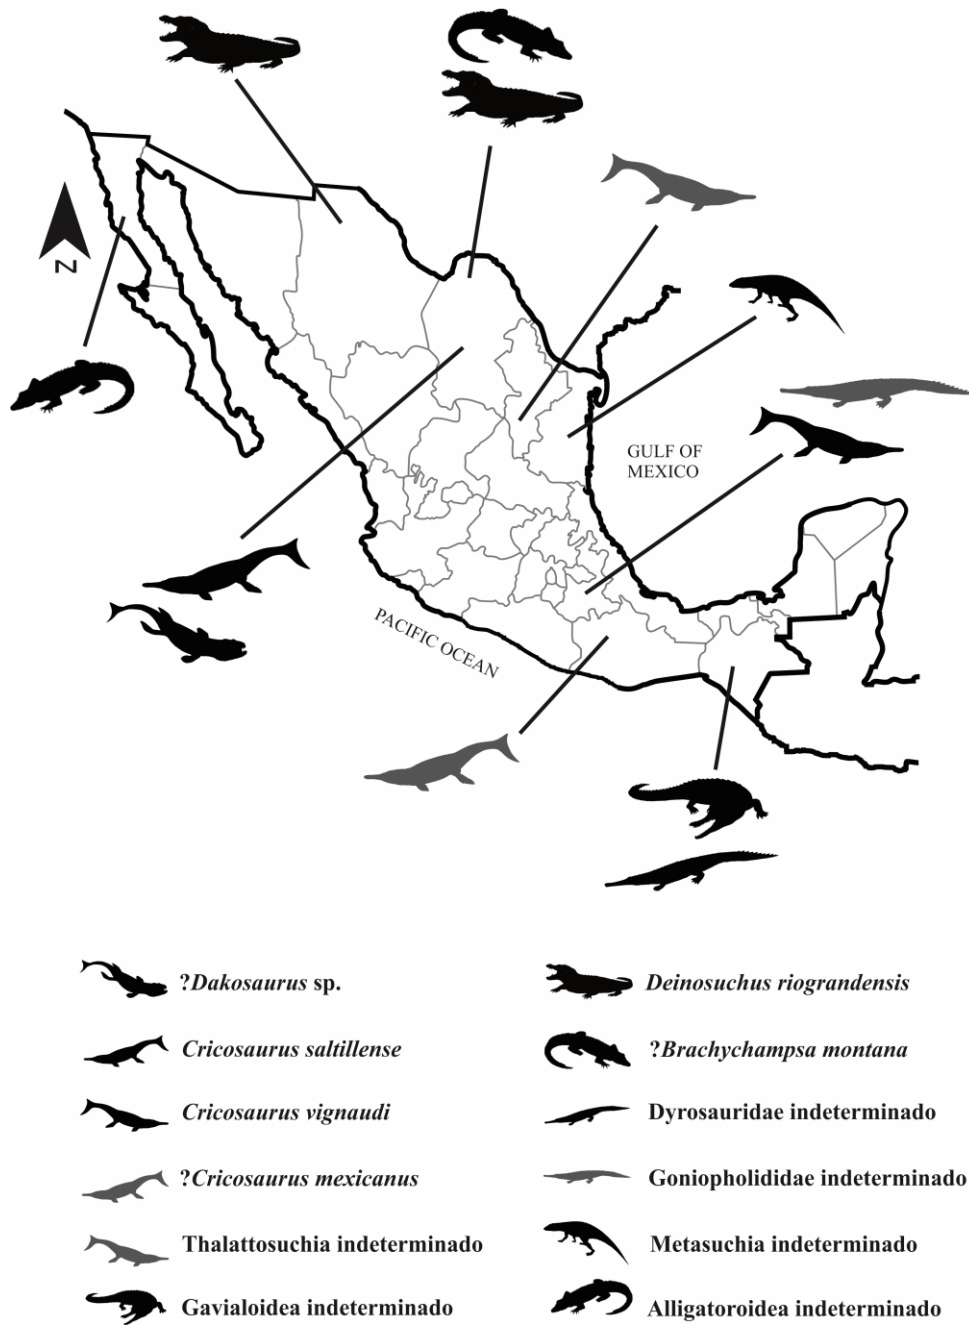 N
GULF OF
MEXICO
PACIFIC OCEAN
?Dakosaurus sp.
Cricosaurus saltillense
Cricosaurus vignaudi
?Cricosaurus mexicanus
Thalattosuchia indeterminado
Gavialoidea indeterminado
Deinosuchus riograndensis
?Brachychampsa montana
Dyrosauridae indeterminado
Goniopholididae indeterminado
Metasuchia indeterminado
Alligatoroidea indeterminado